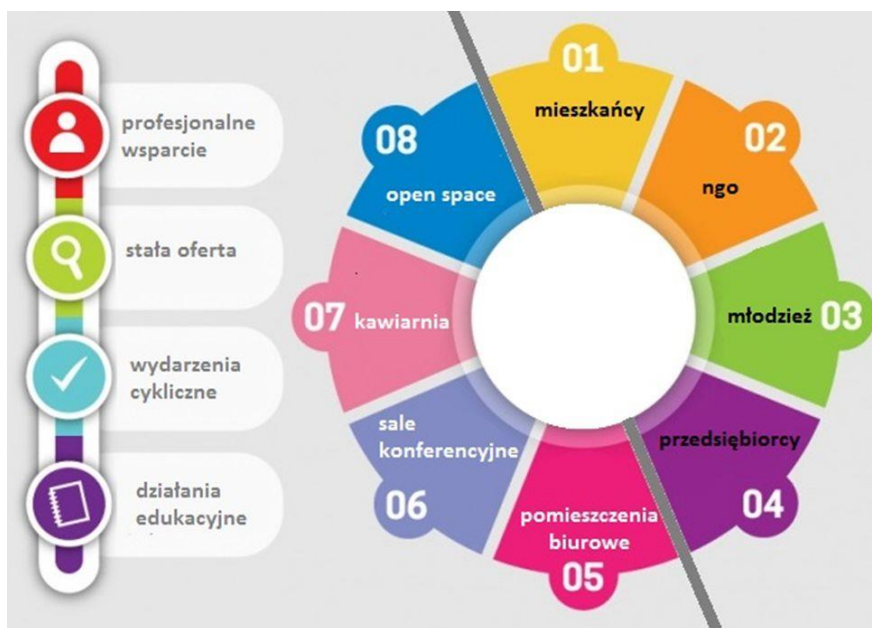 profesjonalne
wsparcie
stała oferta
wydarzenia
cykliczne
działania
edukacyjne
01
mieszkańcy
02
ngo
młodzież 03
przedsiębiorcy
04
pomieszczenia
biurowe
05
sale
konferencyjne
06
07 kawiarnia
08
open space